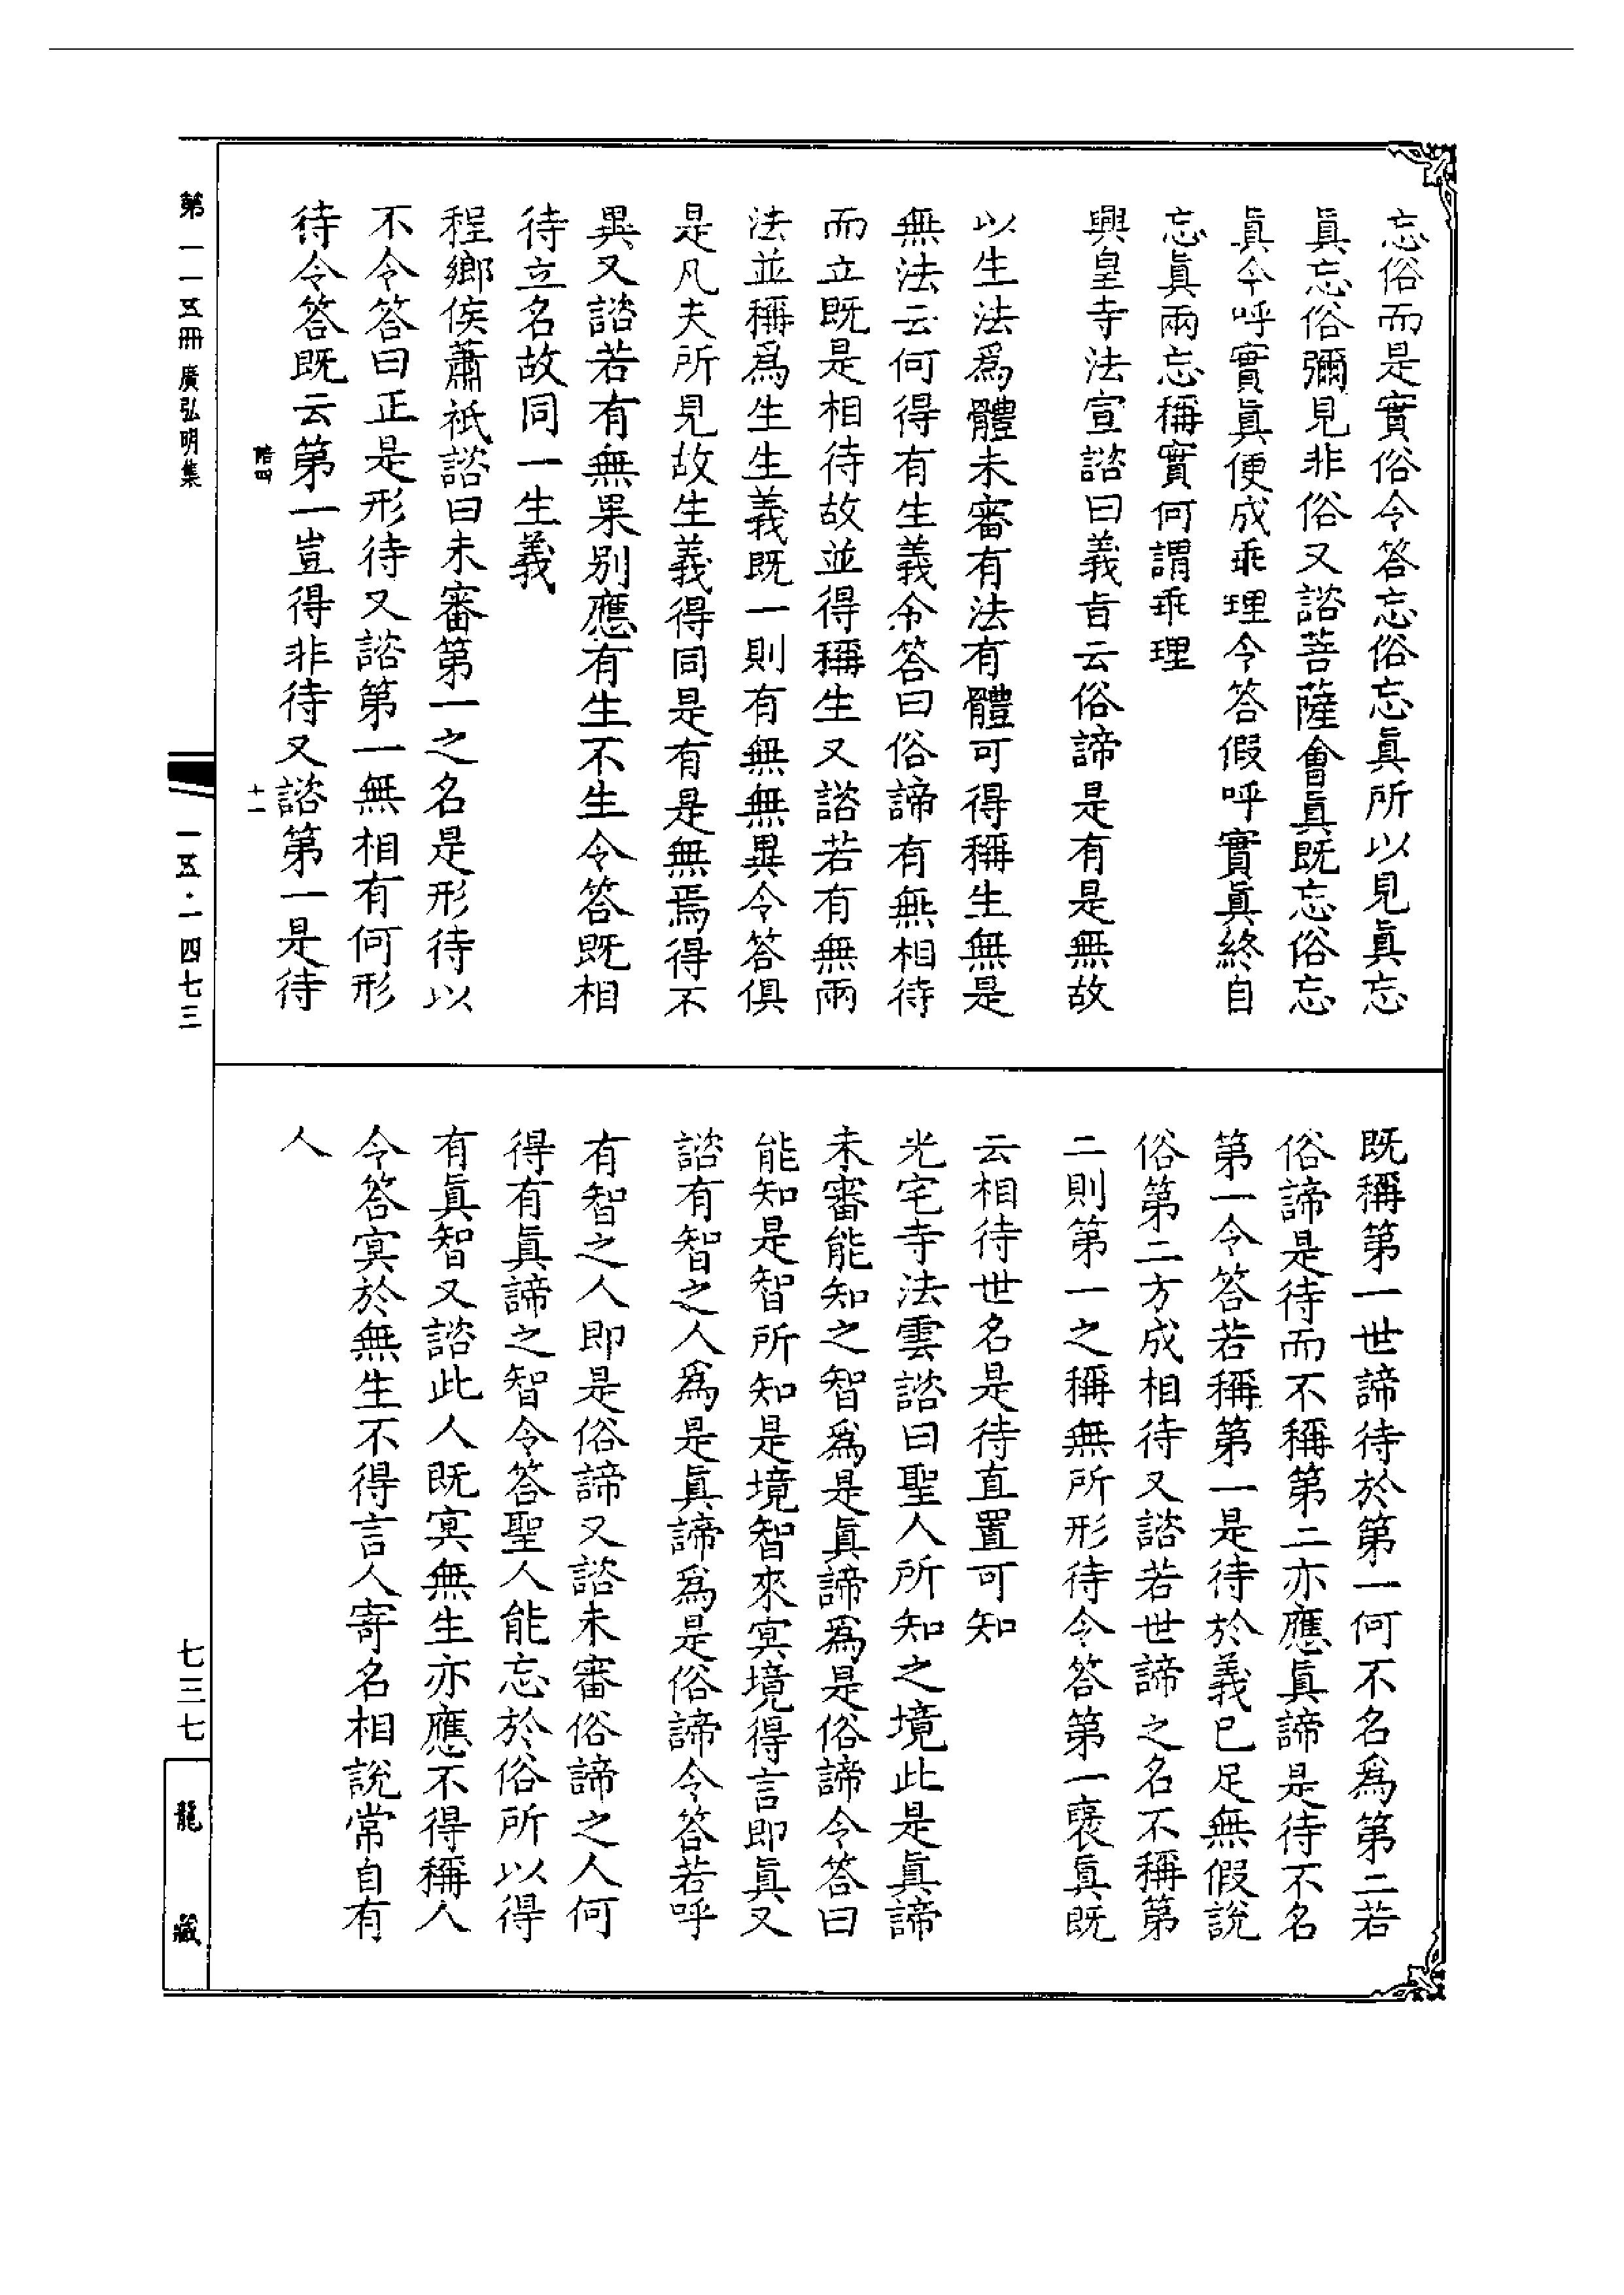 忘俗而是實俗令答忘俗忘眞所以見眞忘
眞忘俗彌見非俗又諮菩薩會眞既忘俗忘
眞今呼實眞便成乖理令答假呼實眞終自
忘眞兩忘稱實何謂乖理
興皇寺法宣諮曰義旨云俗諦是有是無故
以生法爲體未審有法有體可得稱生無是
無法云何得有生義令答曰俗諦有無相待
而立既是相待故並得稱生又諮若有無兩
法並稱爲生生義既一則有無無異令答俱
是凡夫所見故生義得同是有是無焉得不
異又諮若有無果別應有生不生令答既相
待立名故同一生義
程鄉侯蕭祇諮曰未審第一之名是形待以
不令答曰正是形待又諮第一無相有何形
待令答既云第一豈得非待又諮第一是待
既稱第一世諦待於第一何不名爲第二若
俗諦是待而不稱第二亦應眞諦是待不名
第一令答若稱第一是待於義已足無假說
俗第二方成相待又諮若世諦之名不稱第
二則第一之稱無所形待令答第一襃眞既
云相待世名是待直置可知
光宅寺法雲諮曰聖人所知之境此是眞諦
未審能知之智爲是眞諦爲是俗諦令答曰
能知是智所知是境智來冥境得言即眞又
諮有智之人爲是眞諦爲是俗諦令答若呼
有智之人即是俗諦又諮未審俗諦之人何
得有眞諦之智令答聖人能忘於俗所以得
有眞智又諮此人既冥無生亦應不得稱人
令答冥於無生不得言人寄名相說常自有
人
第一一五冊 廣弘明集
一五·一四七三
七三七
龍藏
十一